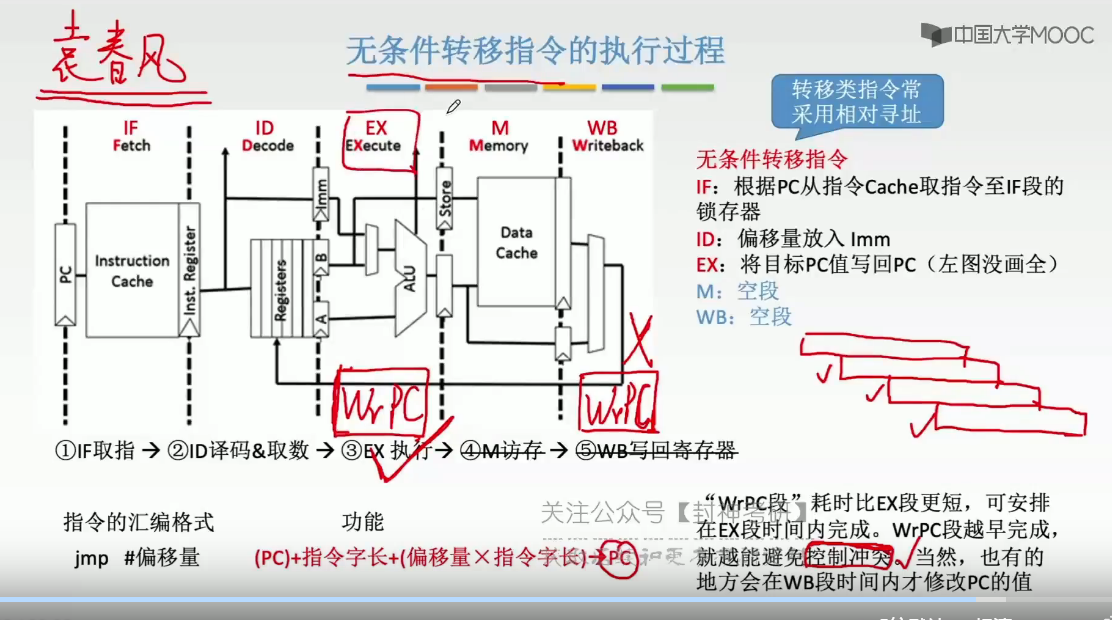 袁春风
无条件转移指令的执行过程
中国大学MOOC
转移类指令常
采用相对寻址
IF
Fetch
ID
Decode
EX
EXecute
M
Memory
WB
Writeback
PC
Instruction
Cache
Inst. Register
Registers
Imm
B
A
ALU
Store
Data
Cache
WrPC
WrPC
无条件转移指令
IF：根据PC从指令Cache取指令至IF段的
锁存器
ID：偏移量放入 Imm
EX：将目标PC值写回PC（左图没画全）
M：空段
WB：空段
①IF取指 → ②ID译码&取数 → ③EX 执行→ ④M访存 → ⑤WB写回寄存器
指令的汇编格式
功能
jmp #偏移量
(PC)+指令字长+(偏移量×指令字长)→PC
关注公众号【封神考研】
“WrPC段”耗时比EX段更短，可安排
在EX段时间内完成。WrPC段越早完成，
就越能避免控制冲突。当然，也有的
地方会在WB段时间内才修改PC的值